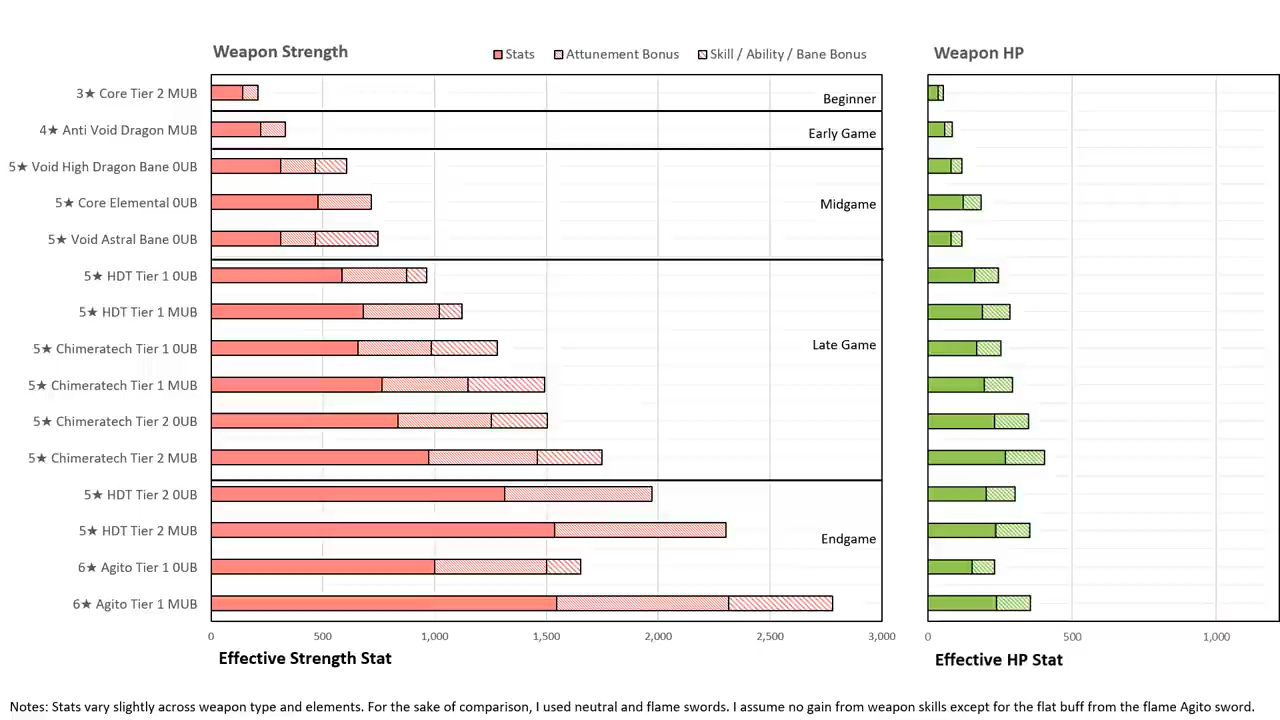 Weapon Strength
Stats
Attunement Bonus
Skill / Ability / Bane Bonus
Weapon HP
3★ Core Tier 2 MUB
Beginner
4★ Anti Void Dragon MUB
Early Game
5★ Void High Dragon Bane 0UB
5★ Core Elemental 0UB
Midgame
5★ Void Astral Bane 0UB
5★ HDT Tier 1 0UB
5★ HDT Tier 1 MUB
5★ Chimeratech Tier 1 0UB
Late Game
5★ Chimeratech Tier 1 MUB
5★ Chimeratech Tier 2 0UB
5★ Chimeratech Tier 2 MUB
5★ HDT Tier 2 0UB
5★ HDT Tier 2 MUB
Endgame
6★ Agito Tier 1 0UB
6★ Agito Tier 1 MUB
0 500 1,000 1,500 2,000 2,500 3,000
0 500 1,000
Effective Strength Stat
Effective HP Stat
Notes: Stats vary slightly across weapon type and elements. For the sake of comparison, I used neutral and flame swords. I assume no gain from weapon skills except for the flat buff from the flame Agito sword.